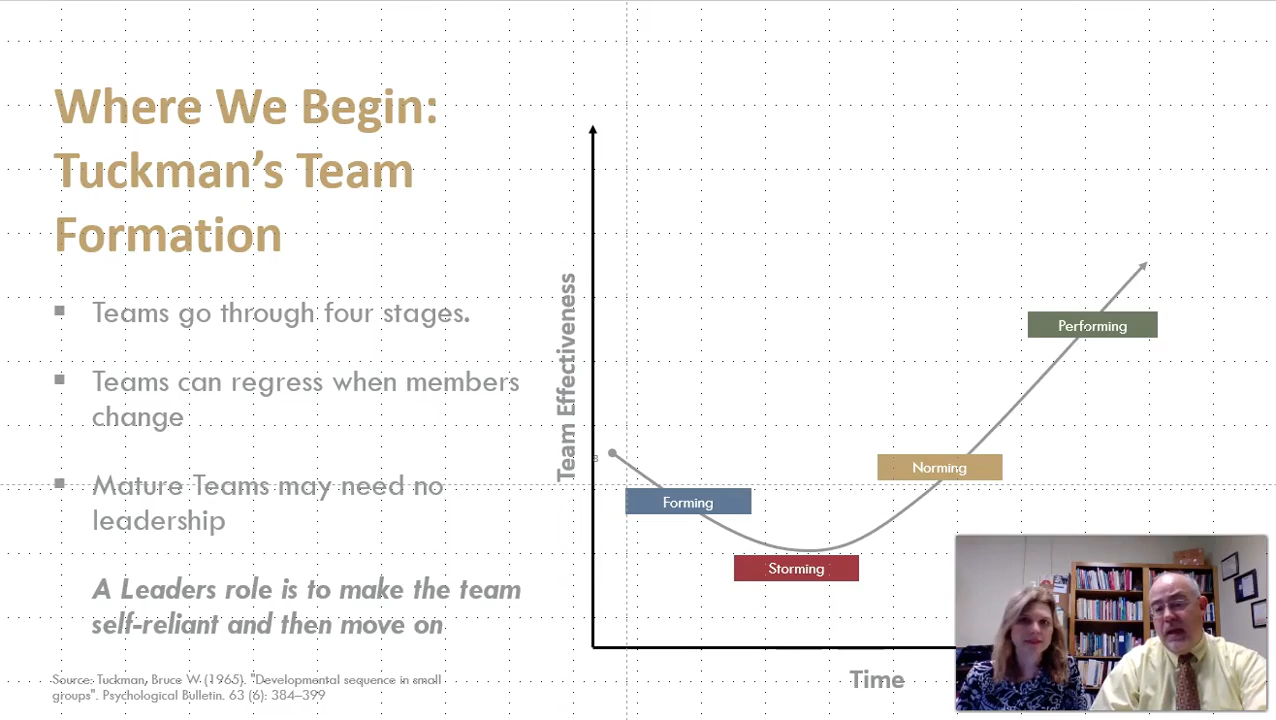 Where We Begin:
Tuckman's Team
Formation
▪ Teams go through four stages.
▪ Teams can regress when members
change
▪ Mature Teams may need no
leadership
A Leaders role is to make the team
self-reliant and then move on
Source: Tuckman, Bruce W (1965). "Developmental sequence in small
groups". Psychological Bulletin. 63 (6): 384–399
Team Effectiveness
Performing
Norming
Forming
Storming
Time